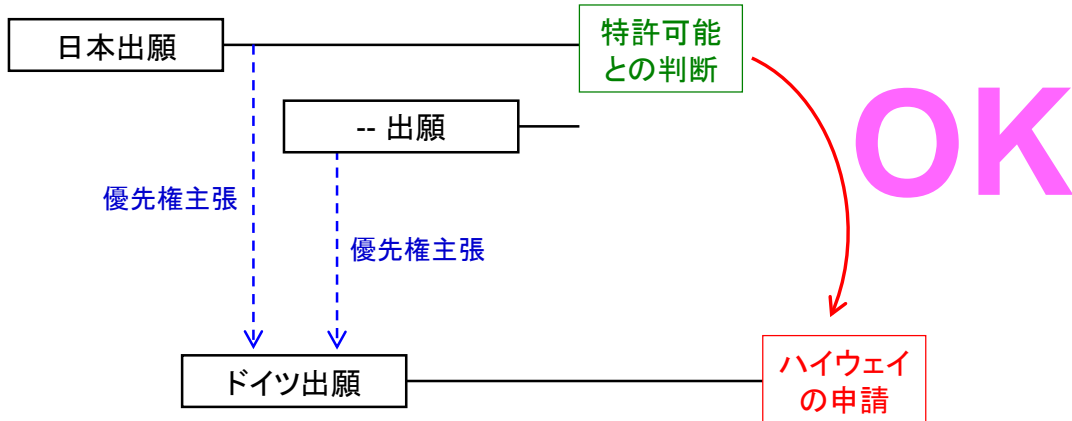 日本出願
特許可能
との判断
OK
-- 出願
優先権主張
優先権主張
ドイツ出願
ハイウェイ
の申請